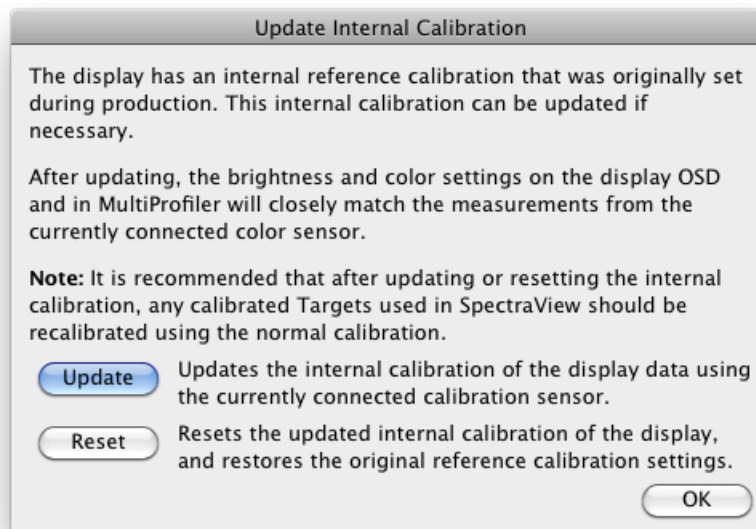 Update Internal Calibration
The display has an internal reference calibration that was originally set
during production. This internal calibration can be updated if
necessary.
After updating, the brightness and color settings on the display OSD
and in MultiProfiler will closely match the measurements from the
currently connected color sensor.
Note: It is recommended that after updating or resetting the internal
calibration, any calibrated Targets used in SpectraView should be
recalibrated using the normal calibration.
Update
Updates the internal calibration of the display data using
the currently connected calibration sensor.
Reset
Resets the updated internal calibration of the display,
and restores the original reference calibration settings.
OK